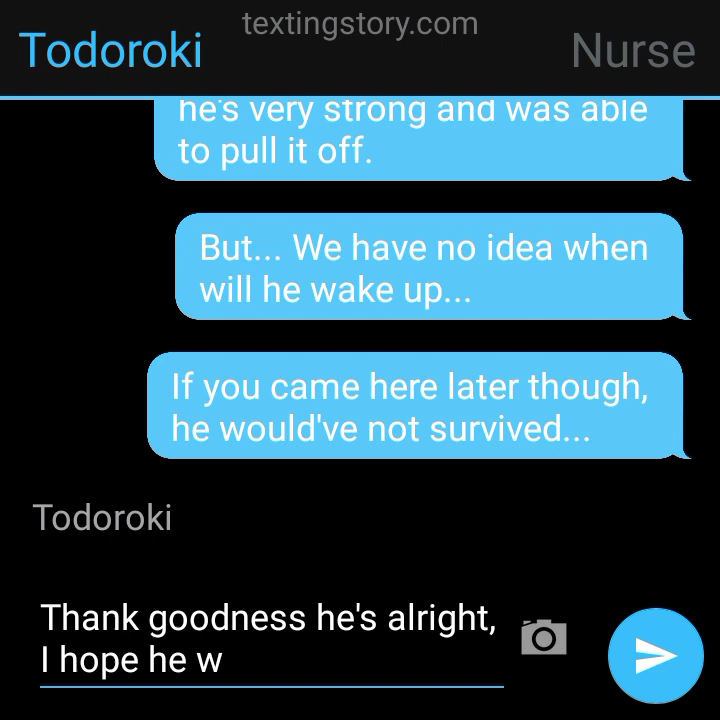 textingstory.com
Todoroki
Nurse
he's very strong and was able
to pull it off.
But... We have no idea when
will he wake up...
If you came here later though,
he would've not survived...
Todoroki
Thank goodness he's alright,
I hope he w